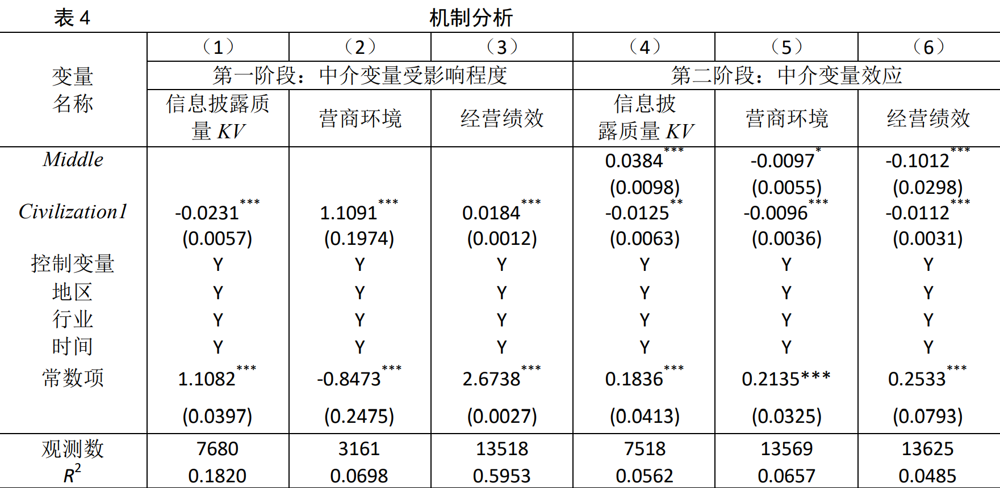 表 4 机制分析
变量名称 （1） （2） （3） （4） （5） （6）
第一阶段：中介变量受影响程度 第二阶段：中介变量效应
信息披露质量 KV 营商环境 经营绩效 信息披露质量 KV 营商环境 经营绩效
Middle 0.0384*** -0.0097* -0.1012***
(0.0098) (0.0055) (0.0298)
Civilization1 -0.0231*** 1.1091*** 0.0184*** -0.0125** -0.0096*** -0.0112***
(0.0057) (0.1974) (0.0012) (0.0063) (0.0036) (0.0031)
控制变量 Y Y Y Y Y Y
地区 Y Y Y Y Y Y
行业 Y Y Y Y Y Y
时间 Y Y Y Y Y Y
常数项 1.1082*** -0.8473*** 2.6738*** 0.1836*** 0.2135*** 0.2533***
(0.0397) (0.2475) (0.0027) (0.0413) (0.0325) (0.0793)
观测数 7680 3161 13518 7518 13569 13625
R2 0.1820 0.0698 0.5953 0.0562 0.0657 0.0485